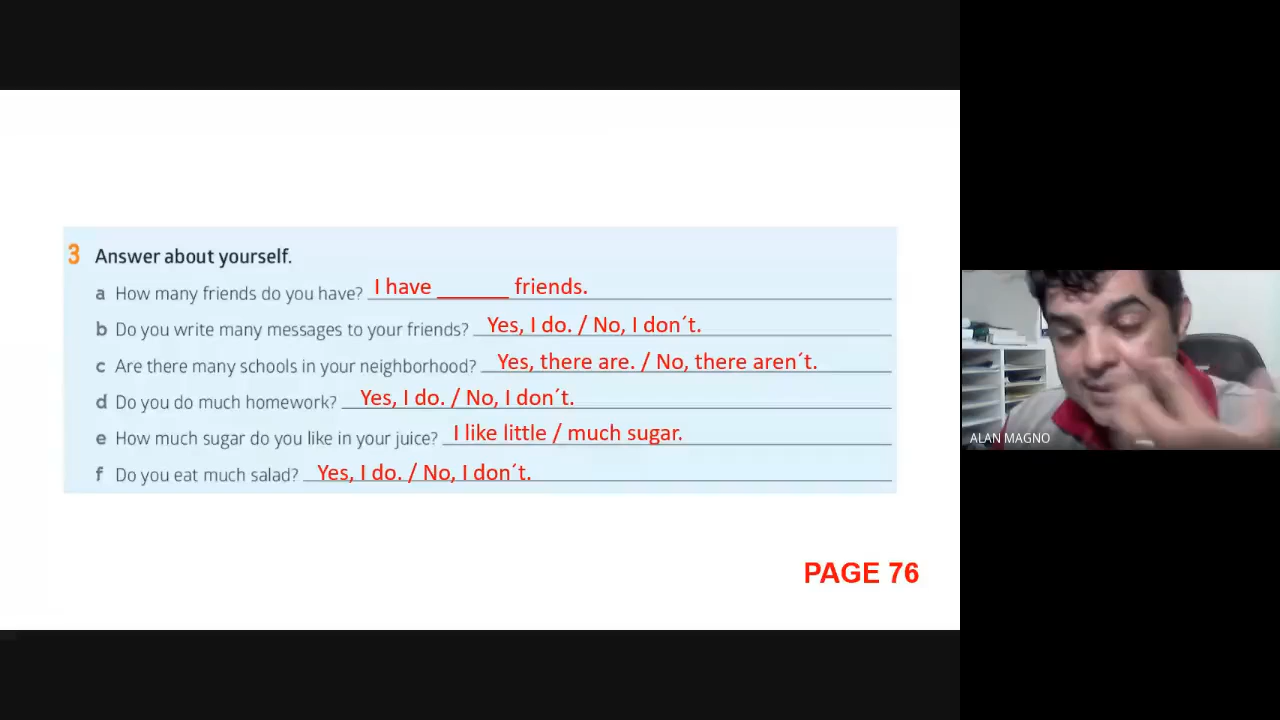 3 Answer about yourself.
a How many friends do you have? I have ______ friends.
b Do you write many messages to your friends? Yes, I do. / No, I don´t.
c Are there many schools in your neighborhood? Yes, there are. / No, there aren´t.
d Do you do much homework? Yes, I do. / No, I don´t.
e How much sugar do you like in your juice? I like little / much sugar.
f Do you eat much salad? Yes, I do. / No, I don´t.
PAGE 76
ALAN MAGNO